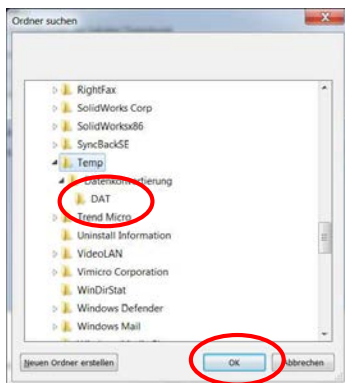 Ordner suchen
RightFax
SolidWorks Corp
SolidWorksx86
SyncBackSE
Temp
Datenkonvertierung
DAT
Trend Micro
Uninstall Information
VideoLAN
Vimicro Corporation
WinDirStat
Windows Defender
Windows Mail
Neuen Ordner erstellen OK Abbrechen